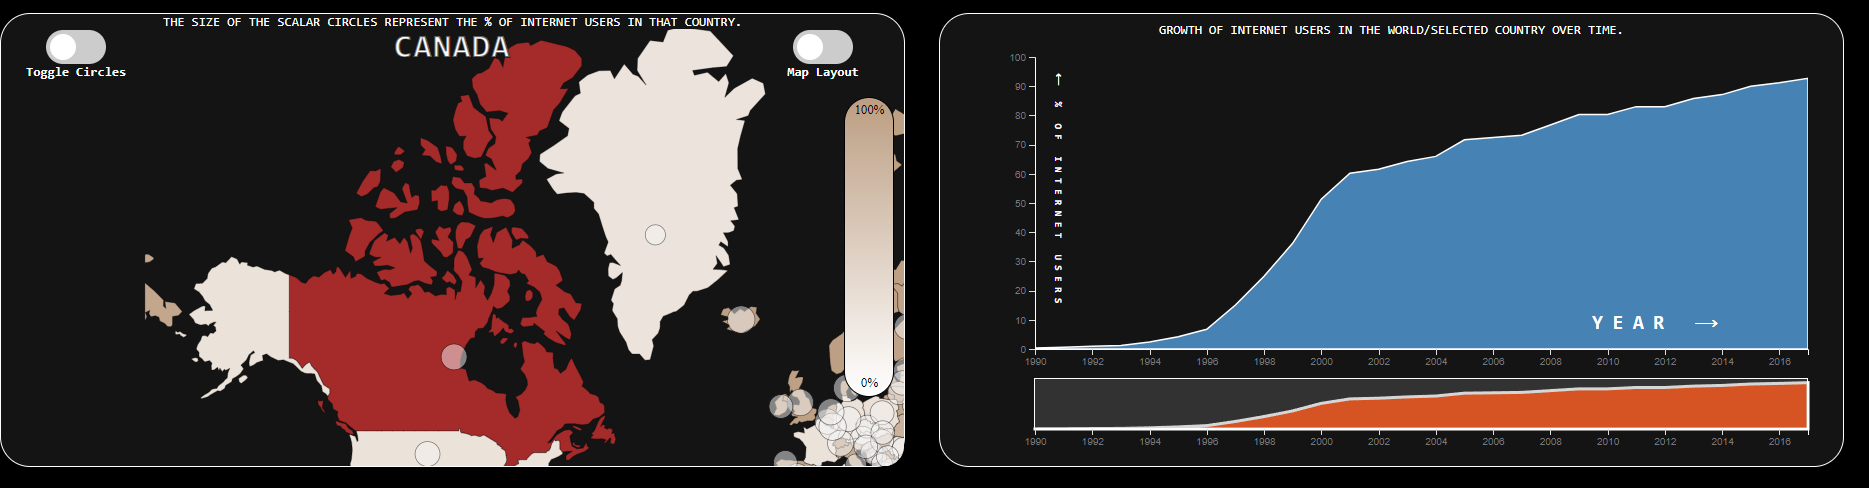 THE SIZE OF THE SCALAR CIRCLES REPRESENT THE % OF INTERNET USERS IN THAT COUNTRY.
CANADA
Toggle Circles
Map Layout
100%
0%
GROWTH OF INTERNET USERS IN THE WORLD/SELECTED COUNTRY OVER TIME.
100
90
80
70
60
50
40
30
20
10
0
% OF INTERNET USERS →
YEAR →
1990 1992 1994 1996 1998 2000 2002 2004 2006 2008 2010 2012 2014 2016
1990 1992 1994 1996 1998 2000 2002 2004 2006 2008 2010 2012 2014 2016